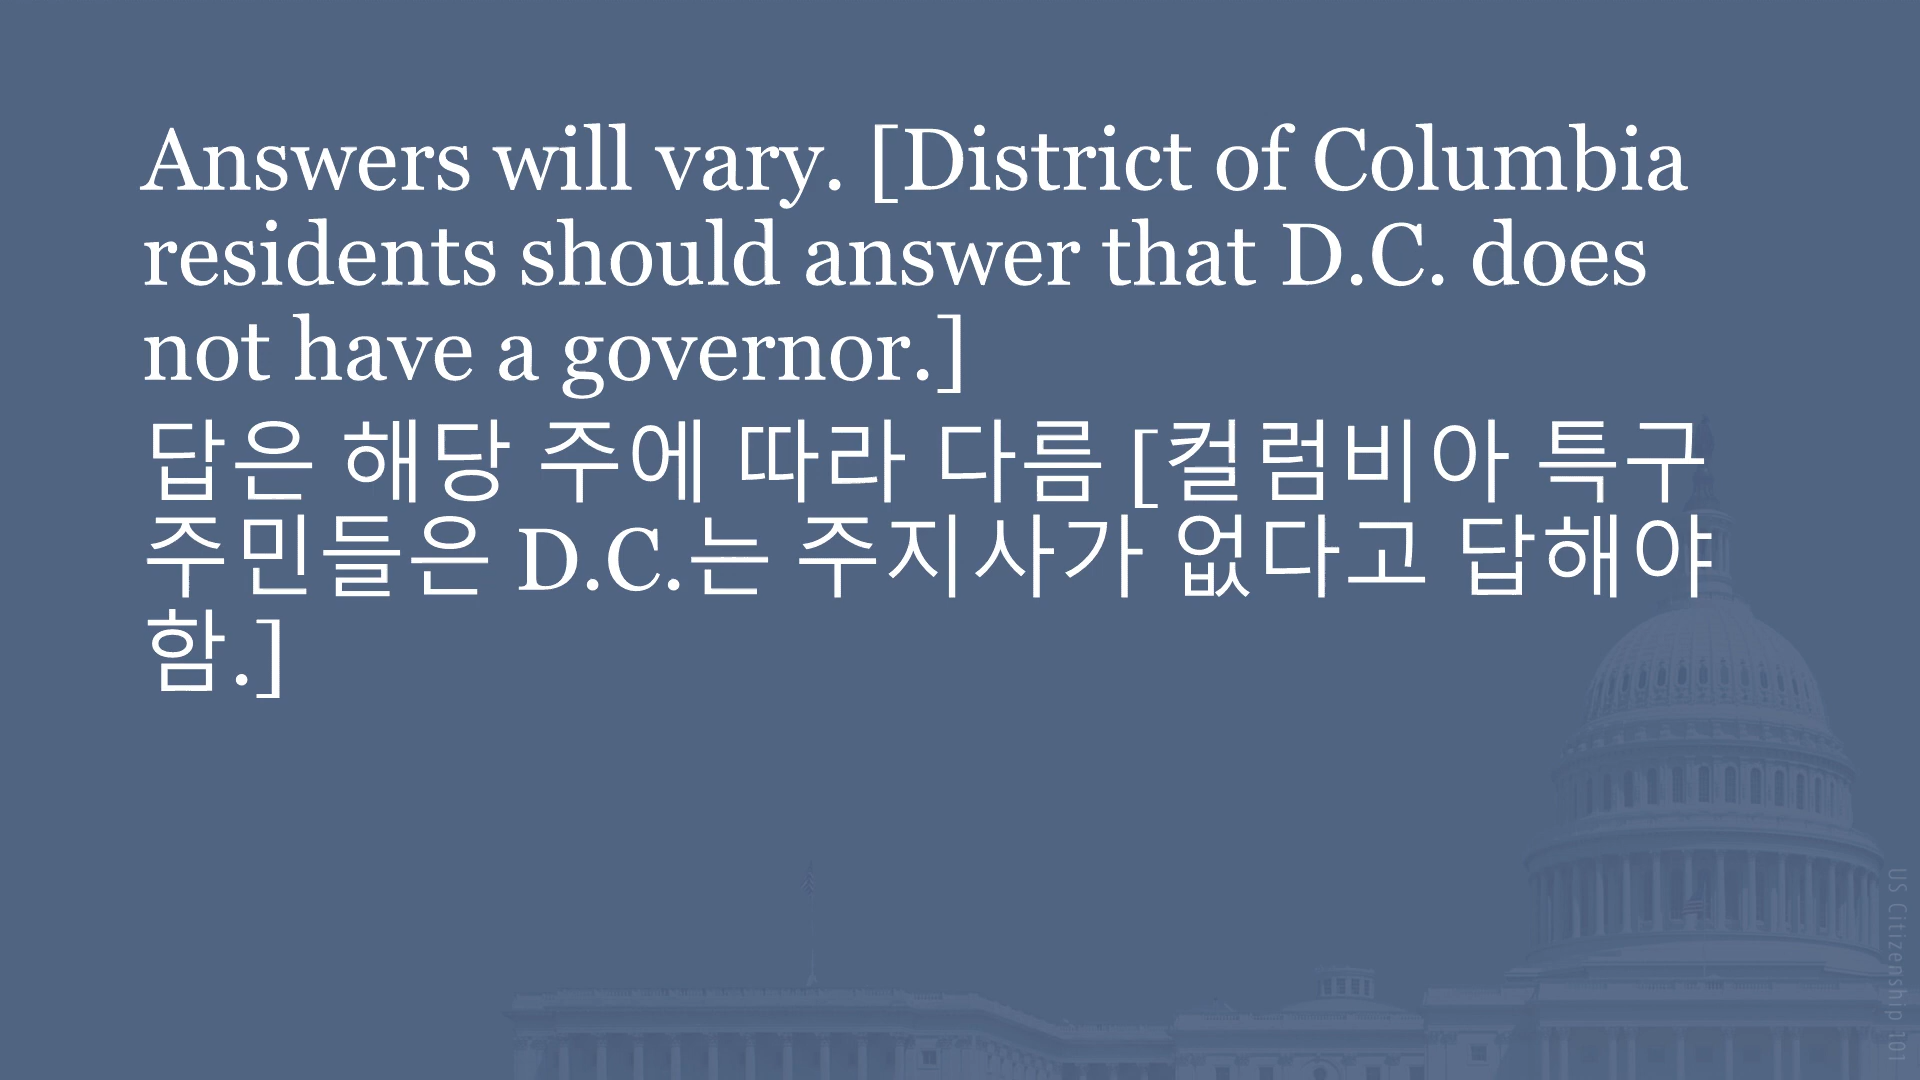 Answers will vary. [District of Columbia
residents should answer that D.C. does
not have a governor.]
답은 해당 주에 따라 다름 [컬럼비아 특구
주민들은 D.C.는 주지사가 없다고 답해야
함.]
US Citizenship 101